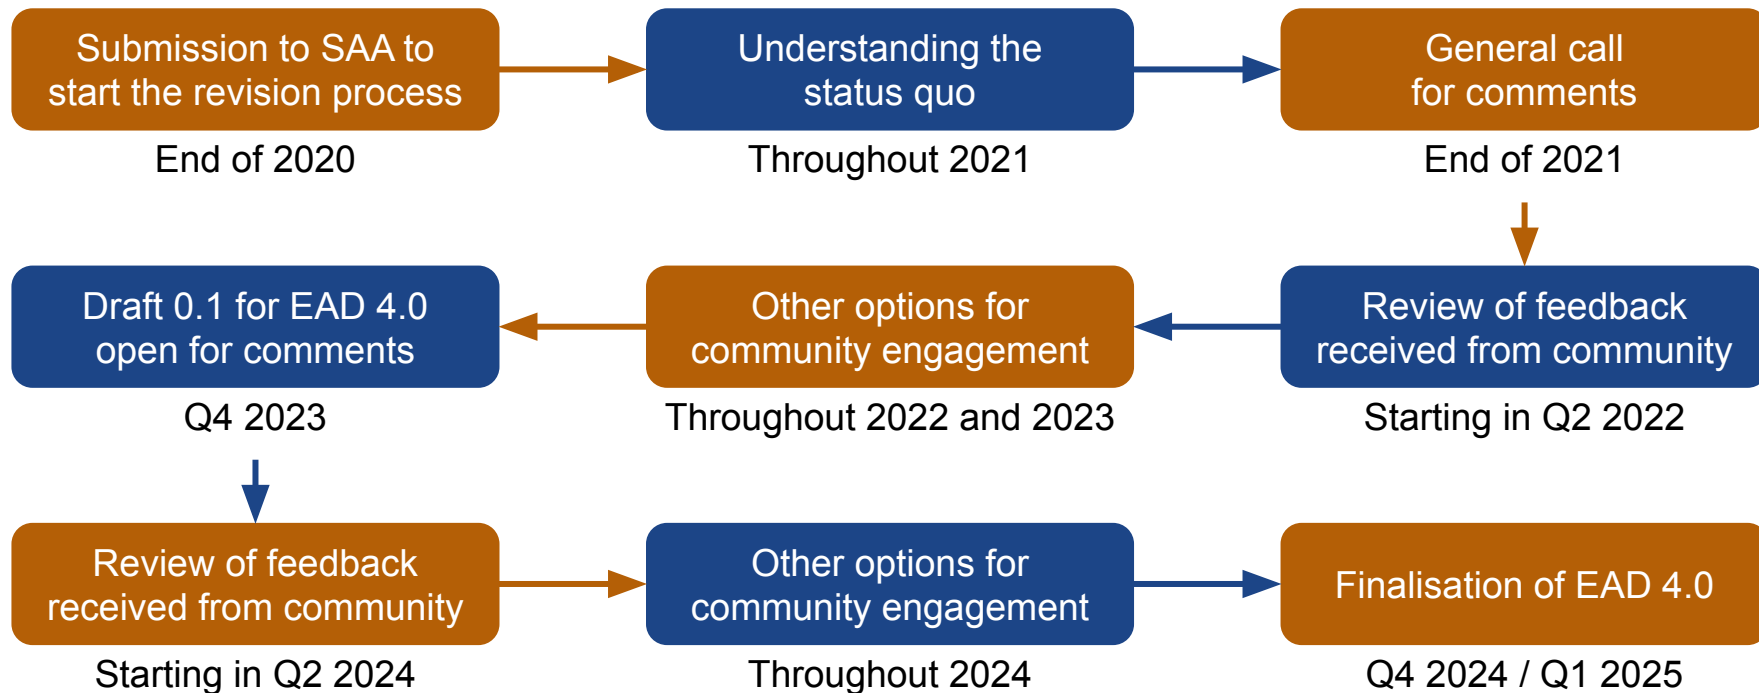 Submission to SAA to
start the revision process
End of 2020
Understanding the
status quo
Throughout 2021
General call
for comments
End of 2021
Review of feedback
received from community
Starting in Q2 2022
Other options for
community engagement
Throughout 2022 and 2023
Draft 0.1 for EAD 4.0
open for comments
Q4 2023
Review of feedback
received from community
Starting in Q2 2024
Other options for
community engagement
Throughout 2024
Finalisation of EAD 4.0
Q4 2024 / Q1 2025